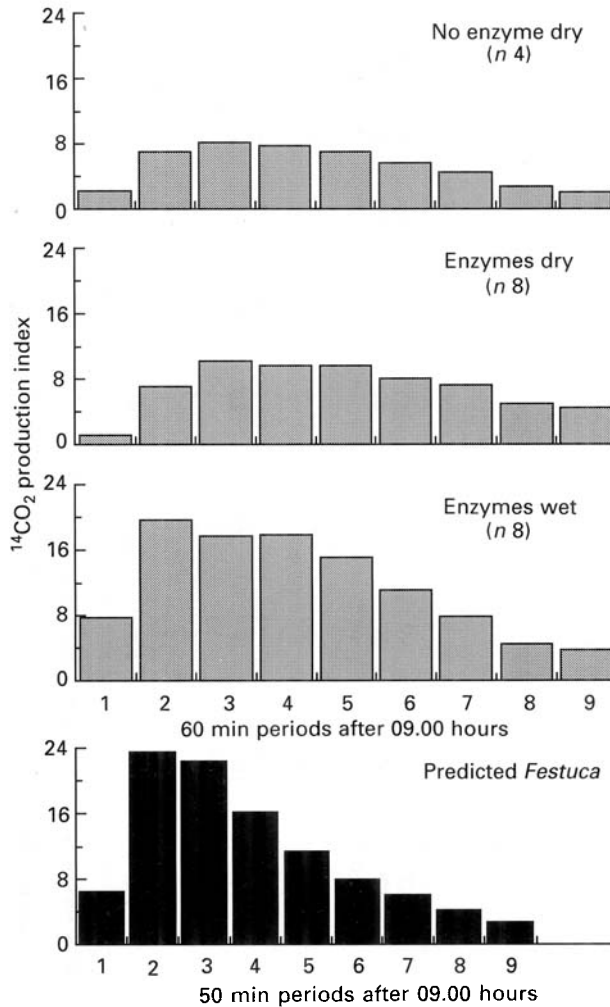 24
16
8
0
No enzyme dry
(n 4)
24
16
8
0
Enzymes dry
(n 8)
24
16
8
0
Enzymes wet
(n 8)
¹⁴CO₂ production index
1 2 3 4 5 6 7 8 9
60 min periods after 09.00 hours
24
16
8
0
Predicted Festuca
1 2 3 4 5 6 7 8 9
50 min periods after 09.00 hours